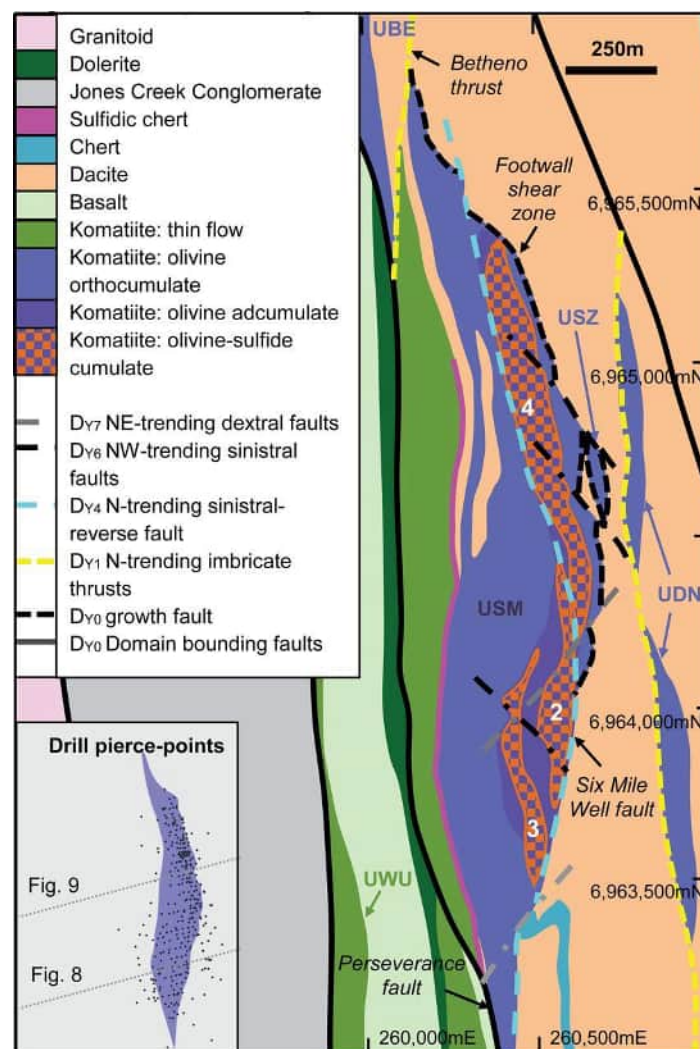 Granitoid
Dolerite
Jones Creek Conglomerate
Sulfidic chert
Chert
Dacite
Basalt
Komatiite: thin flow
Komatiite: olivine
orthocumulate
Komatiite: olivine adcumulate
Komatiite: olivine-sulfide
cumulate
DY7 NE-trending dextral faults
DY6 NW-trending sinistral
faults
DY4 N-trending sinistral-
reverse fault
DY1 N-trending imbricate
thrusts
DY0 growth fault
DY0 Domain bounding faults
UBE
Betheno
thrust
250m
Footwall
shear
zone
6,965,500mN
USZ
6,965,000mN
4
UDN
USM
2
6,964,000mN
Six Mile
Well fault
3
6,963,500mN
UWU
Perseverance
fault
260,000mE
260,500mE
Drill pierce-points
Fig. 9
Fig. 8